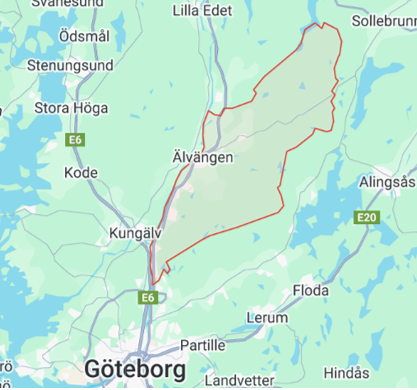 Svanesund
Lilla Edet
Sollebrunn
Ödsmål
Stenungsund
Stora Höga
E6
Älvängen
Kode
Alingsås
E20
Kungälv
E6
Floda
Lerum
Partille
Göteborg
Hindås
Landvetter